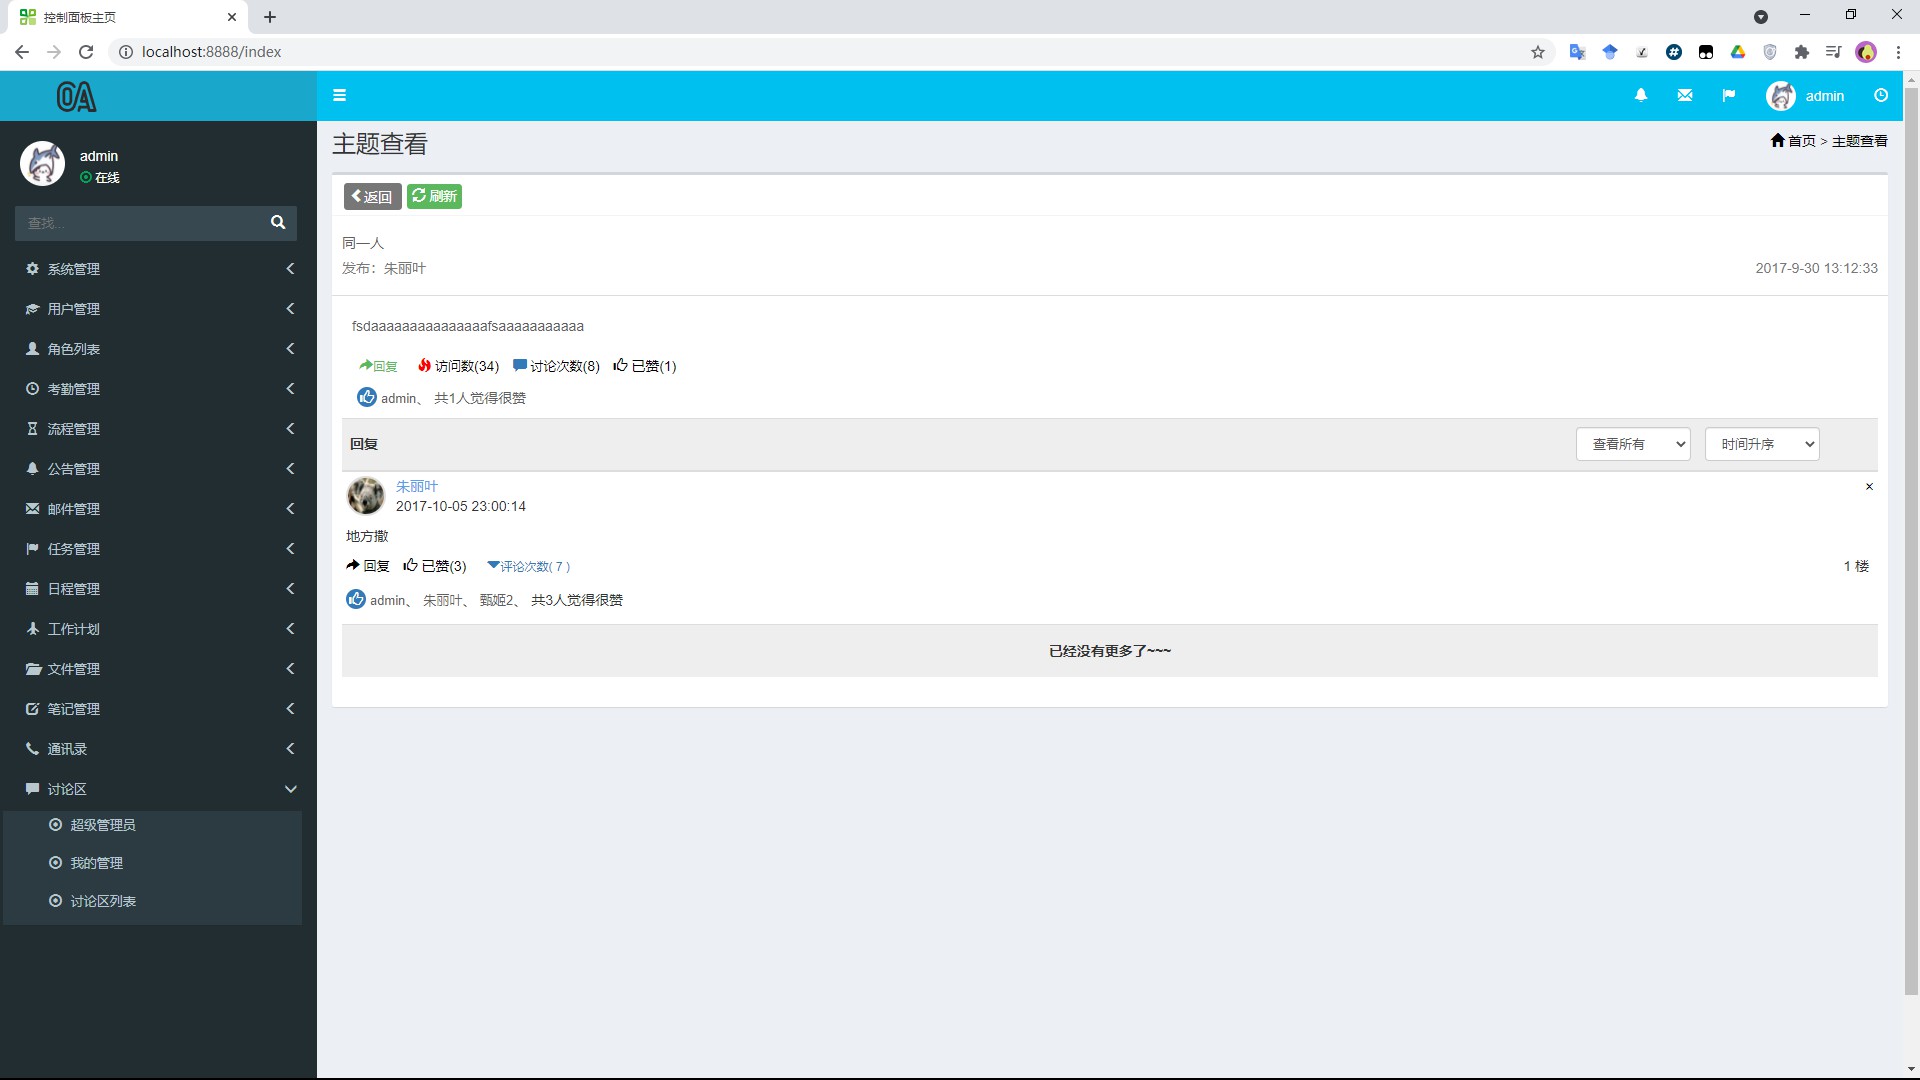 控制面板主页
localhost:8888/index
OA
admin
主题查看
首页 > 主题查看
admin
在线
查找...
系统管理
用户管理
角色列表
考勤管理
流程管理
公告管理
邮件管理
任务管理
日程管理
工作计划
文件管理
笔记管理
通讯录
讨论区
超级管理员
我的管理
讨论区列表
返回 刷新
同一人
发布：朱丽叶 2017-9-30 13:12:33
fsdaaaaaaaaaaaaaaafsaaaaaaaaaaa
回复 访问数(34) 讨论次数(8) 已赞(1)
admin、 共1人觉得很赞
回复 查看所有 时间升序
朱丽叶 ×
2017-10-05 23:00:14
地方撒
回复 已赞(3) 评论次数( 7 ) 1 楼
admin、 朱丽叶、 甄姬2、 共3人觉得很赞
已经没有更多了~~~